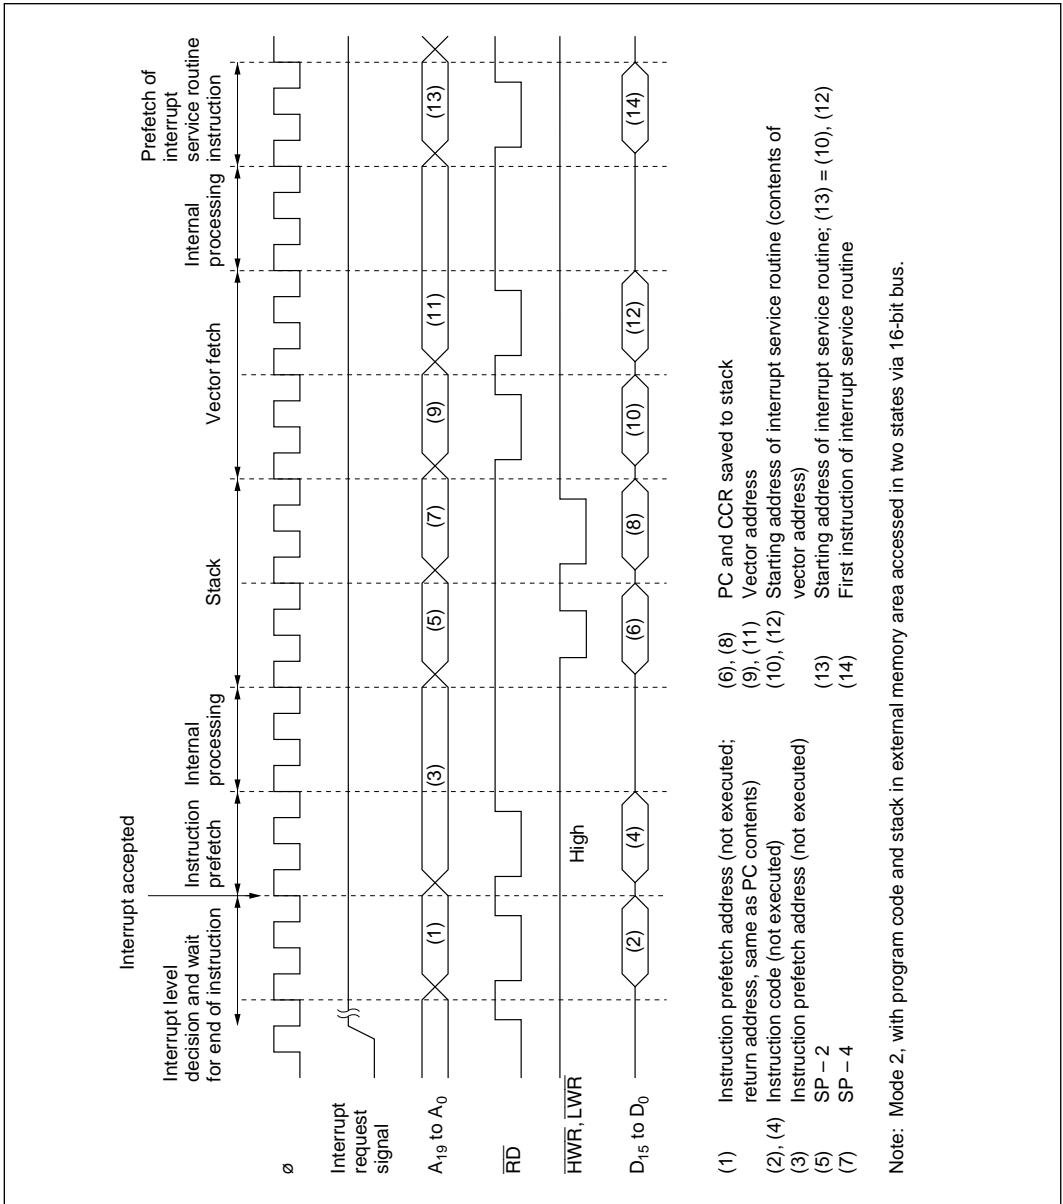 Interrupt accepted
Interrupt level
decision and wait
for end of instruction
Instruction
prefetch
Internal
processing
Stack
Vector fetch
Internal
processing
Prefetch of
interrupt
service routine
instruction
ø
Interrupt
request
signal
A19 to A0
(1)
(3)
(5)
(7)
(9)
(11)
(13)
RD
HWR, LWR
High
D15 to D0
(2)
(4)
(6)
(8)
(10)
(12)
(14)
(1) Instruction prefetch address (not executed;
return address, same as PC contents)
(2), (4) Instruction code (not executed)
(3) Instruction prefetch address (not executed)
(5) SP – 2
(7) SP – 4
(6), (8) PC and CCR saved to stack
(9), (11) Vector address
(10), (12) Starting address of interrupt service routine (contents of
vector address)
(13) Starting address of interrupt service routine; (13) = (10), (12)
(14) First instruction of interrupt service routine
Note: Mode 2, with program code and stack in external memory area accessed in two states via 16-bit bus.